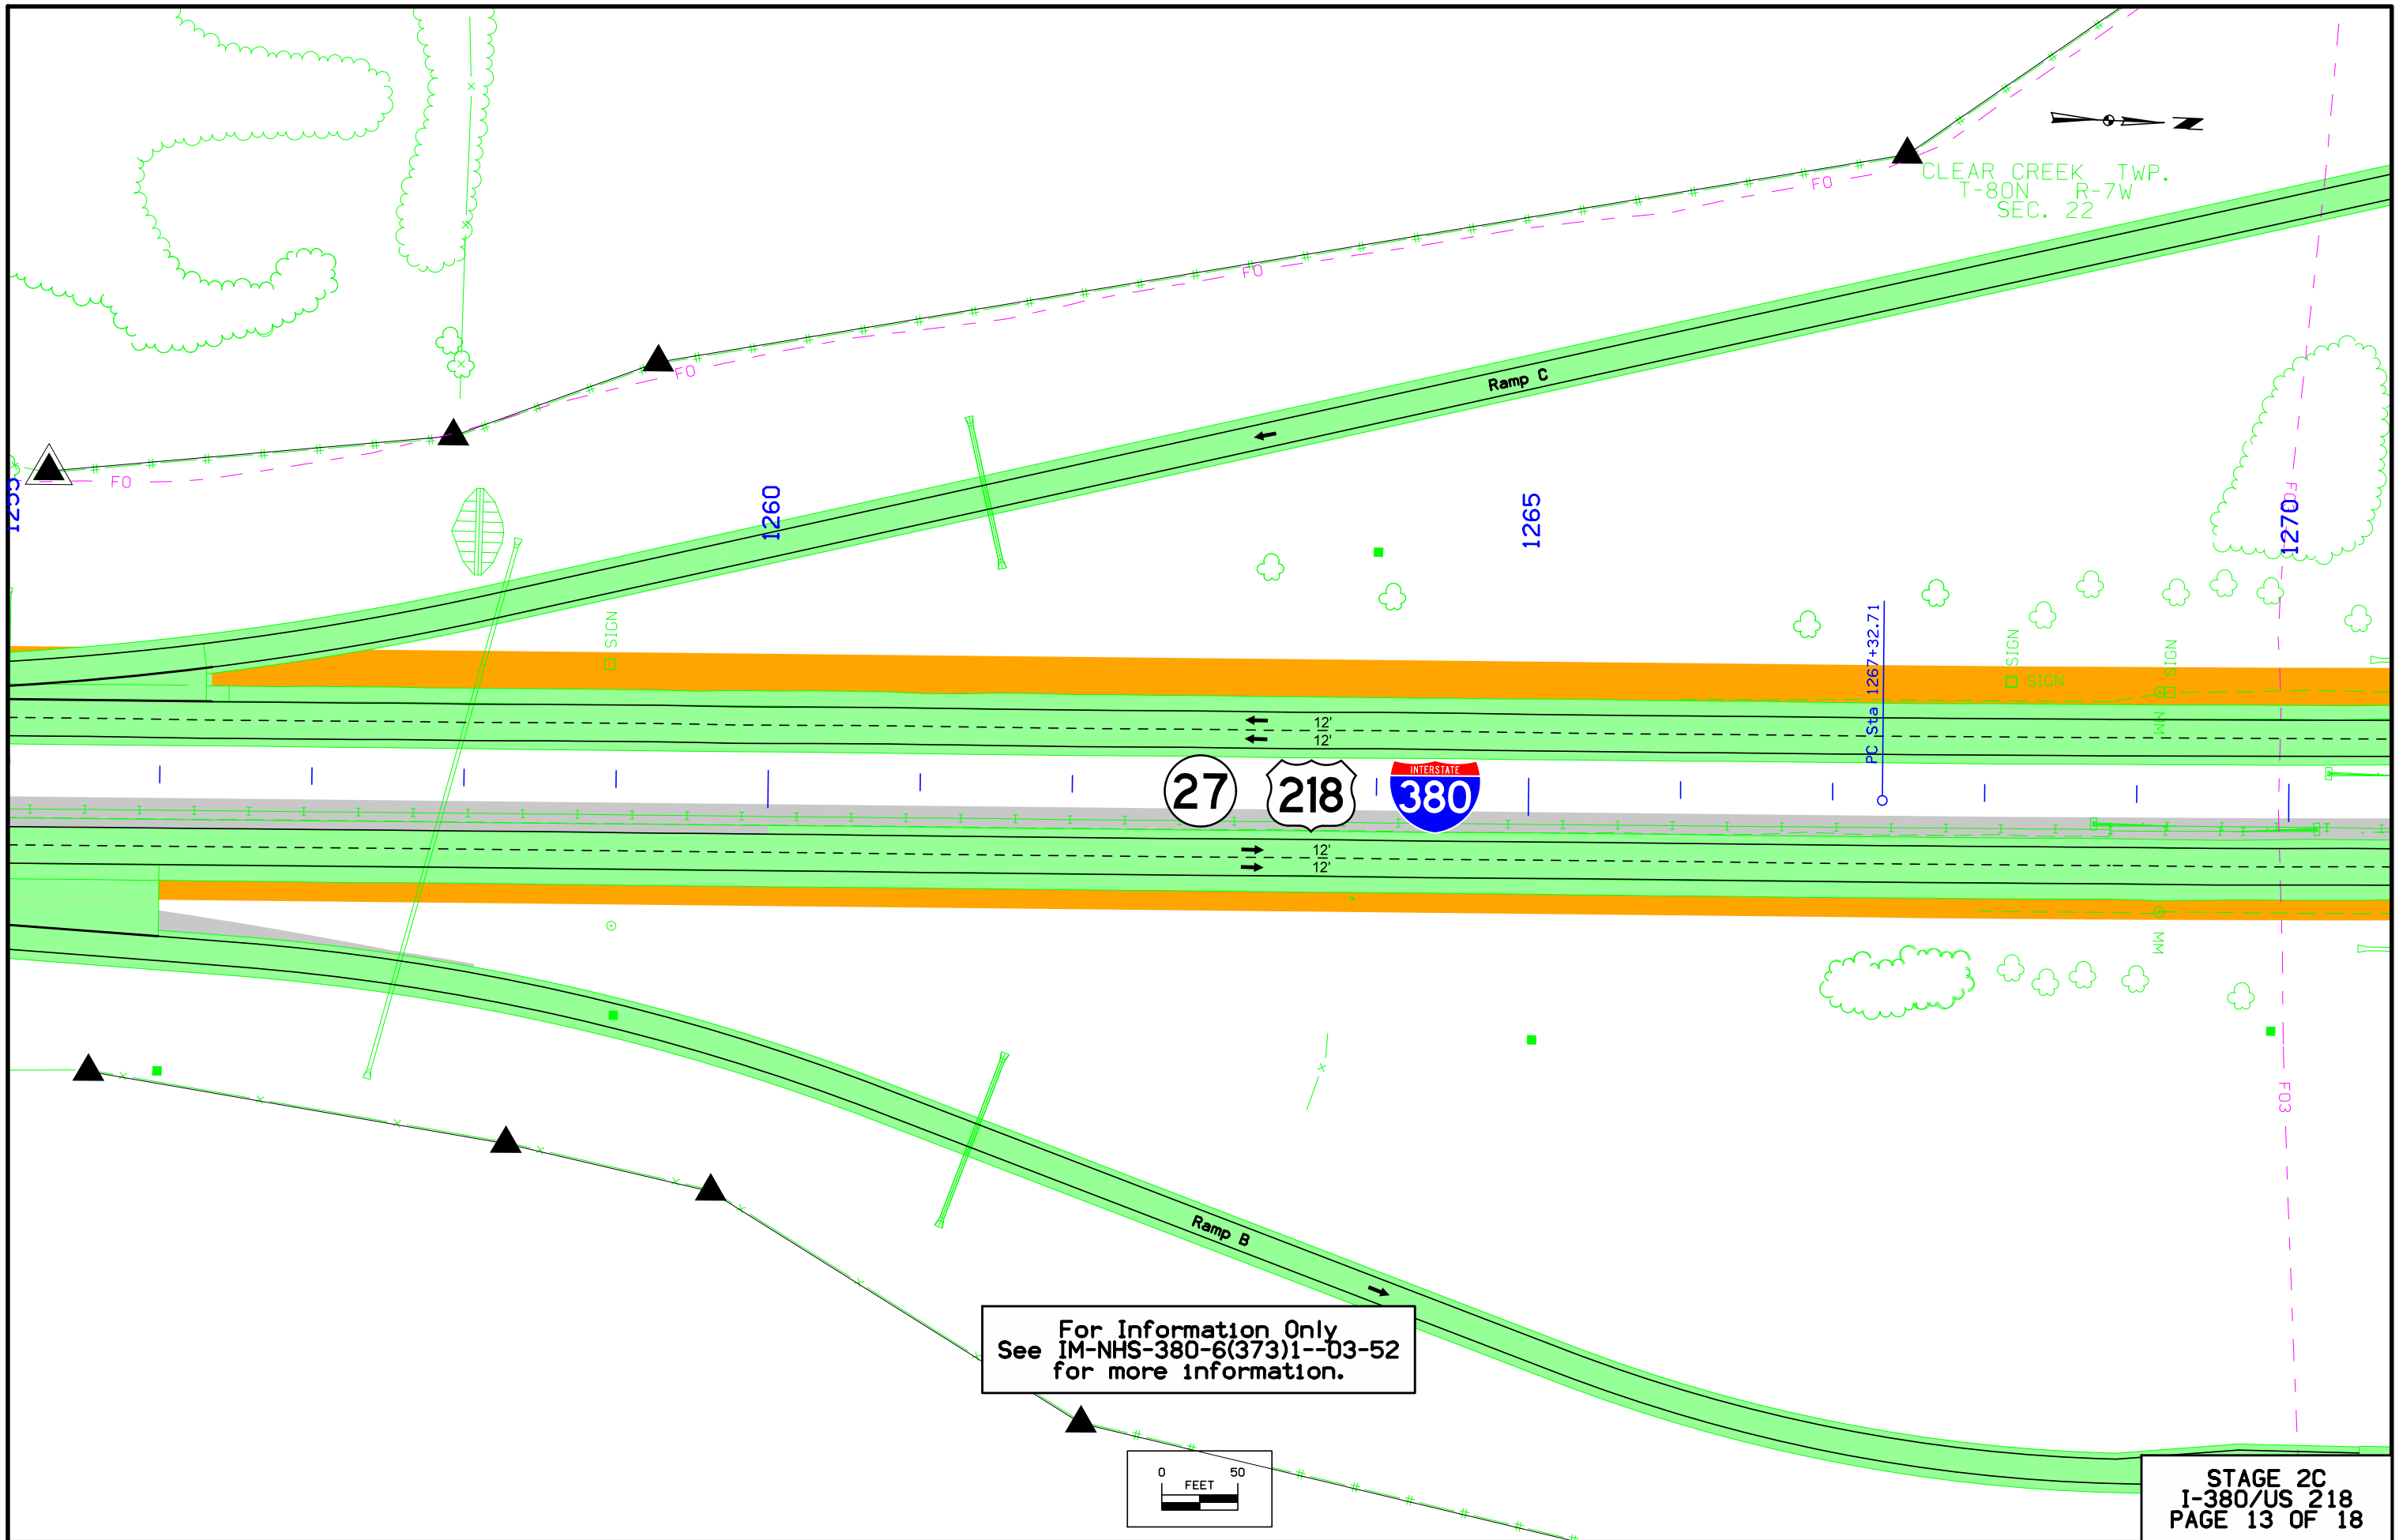 CLEAR CREEK TWP.
T-80N R-7W
SEC. 22
N
FO
FO
FO
FO
Ramp C
1260
1265
1270
SIGN
SIGN
SIGN
SIGN
PC Sta 1267+32.71
MM
12'
12'
27
218
INTERSTATE
380
12'
12'
MM
FO3
Ramp B
For Information Only
See IM-NHS-380-6(373)1--03-52
for more information.
0 50
FEET
STAGE 2C
I-380/US 218
PAGE 13 OF 18